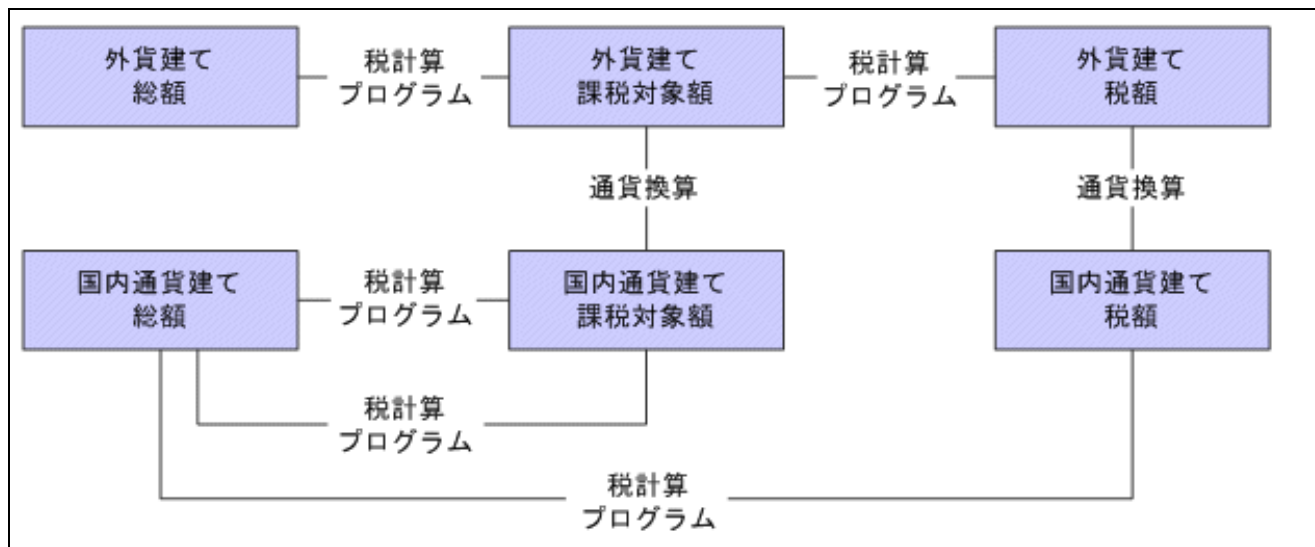 外貨建て
総額
税計算
プログラム
外貨建て
課税対象額
税計算
プログラム
外貨建て
税額
通貨換算
通貨換算
国内通貨建て
総額
税計算
プログラム
国内通貨建て
課税対象額
国内通貨建て
税額
税計算
プログラム
税計算
プログラム